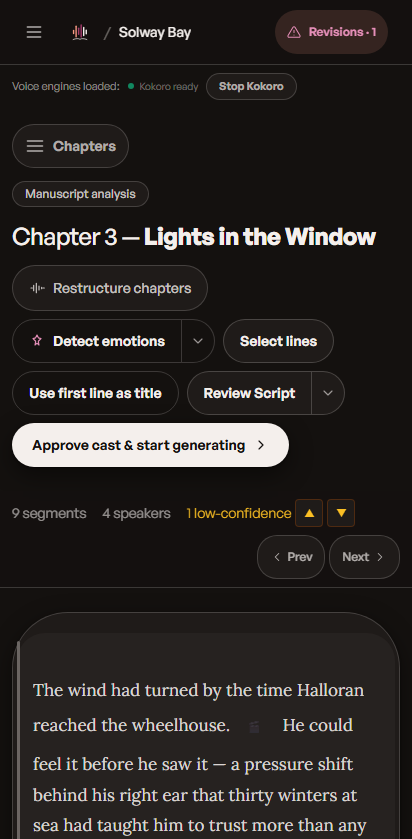 / Solway Bay
Revisions · 1
Voice engines loaded: Kokoro ready Stop Kokoro
Chapters
Manuscript analysis
Chapter 3 — Lights in the Window
Restructure chapters
Detect emotions
Select lines
Use first line as title
Review Script
Approve cast & start generating
9 segments 4 speakers 1 low-confidence
Prev Next
The wind had turned by the time Halloran
reached the wheelhouse. He could
feel it before he saw it — a pressure shift
behind his right ear that thirty winters at
sea had taught him to trust more than any